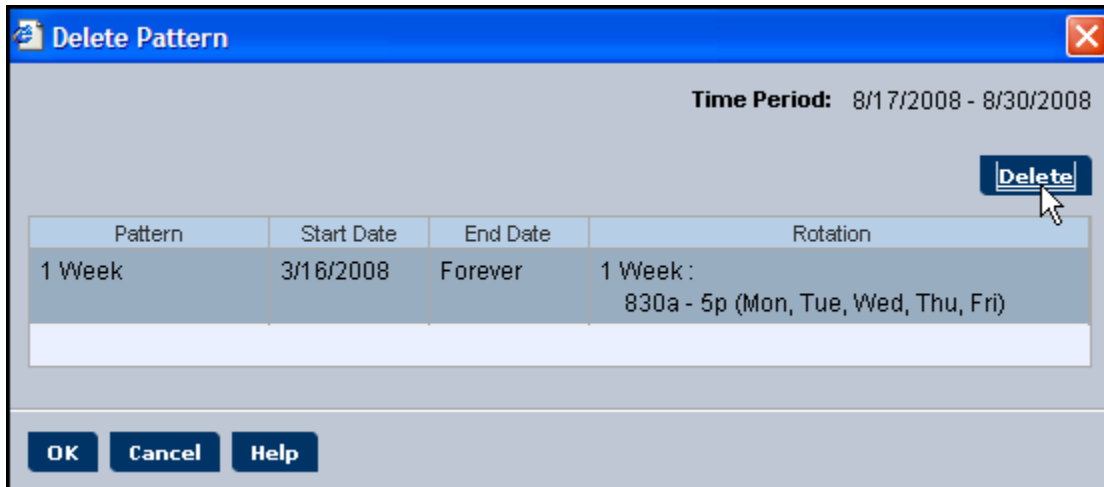 Delete Pattern
Time Period: 8/17/2008 - 8/30/2008
Delete
Pattern Start Date End Date Rotation
1 Week 3/16/2008 Forever 1 Week :
830a - 5p (Mon, Tue, Wed, Thu, Fri)
OK Cancel Help